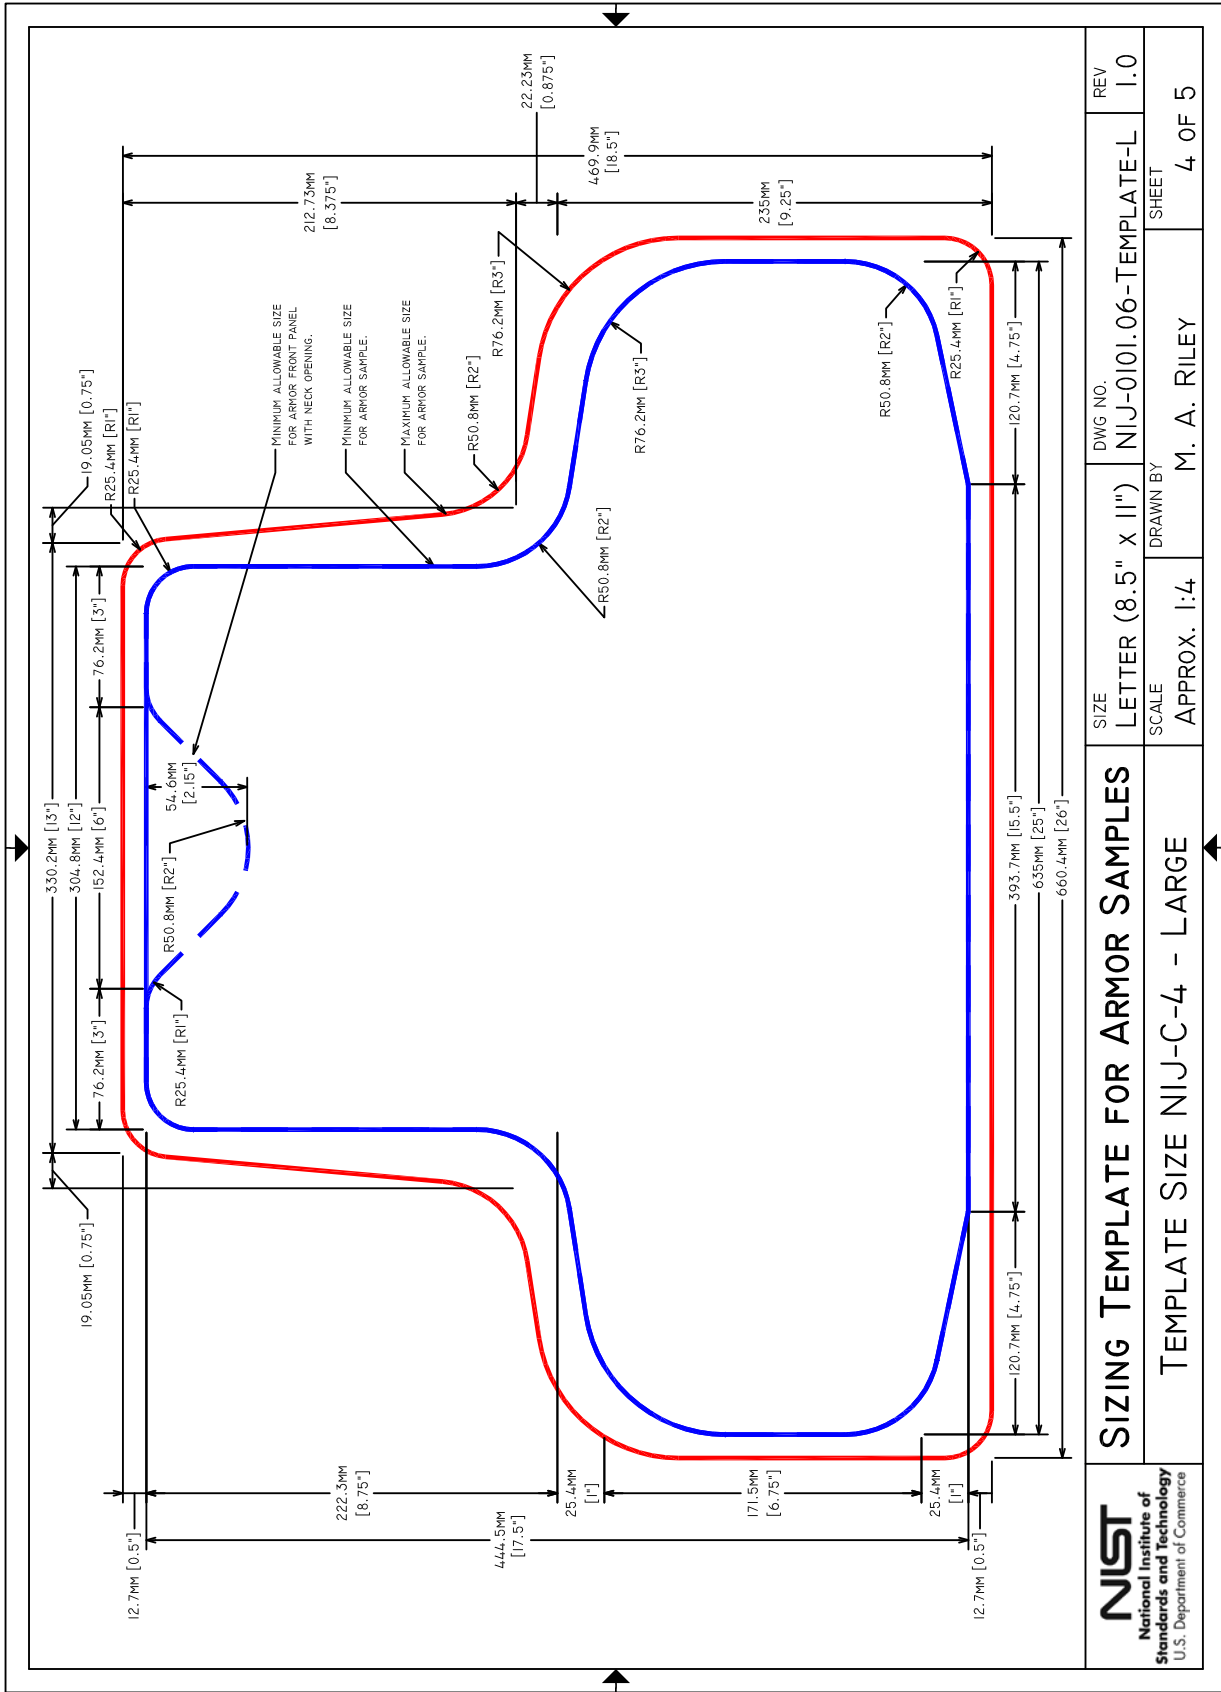 19.05MM [0.75"]
330.2MM [13"]
19.05MM [0.75"]
304.8MM [12"]
76.2MM [3"]
152.4MM [6"]
76.2MM [3"]
R25.4MM [R1"]
R25.4MM [R1"]
12.7MM [0.5"]
54.6MM
[2.15"]
R50.8MM [R2"]
R25.4MM [R1"]
MINIMUM ALLOWABLE SIZE
FOR ARMOR FRONT PANEL
WITH NECK OPENING.
MINIMUM ALLOWABLE SIZE
FOR ARMOR SAMPLE.
MAXIMUM ALLOWABLE SIZE
FOR ARMOR SAMPLE.
212.73MM
[8.375"]
222.3MM
[8.75"]
R50.8MM [R2"]
R76.2MM [R3"]
22.23MM
[0.875"]
444.5MM
[17.5"]
469.9MM
[18.5"]
R50.8MM [R2"]
25.4MM
[1"]
R76.2MM [R3"]
171.5MM
[6.75"]
235MM
[9.25"]
R50.8MM [R2"]
R25.4MM [R1"]
25.4MM
[1"]
12.7MM [0.5"]
120.7MM [4.75"]
393.7MM [15.5"]
120.7MM [4.75"]
635MM [25"]
660.4MM [26"]
NIST
National Institute of
Standards and Technology
U.S. Department of Commerce
SIZING TEMPLATE FOR ARMOR SAMPLES
TEMPLATE SIZE NIJ-C-4 - LARGE
SIZE
LETTER (8.5" X 11")
DWG NO.
NIJ-0101.06-TEMPLATE-L
REV
1.0
SCALE
APPROX. 1:4
DRAWN BY
M. A. RILEY
SHEET
4 OF 5